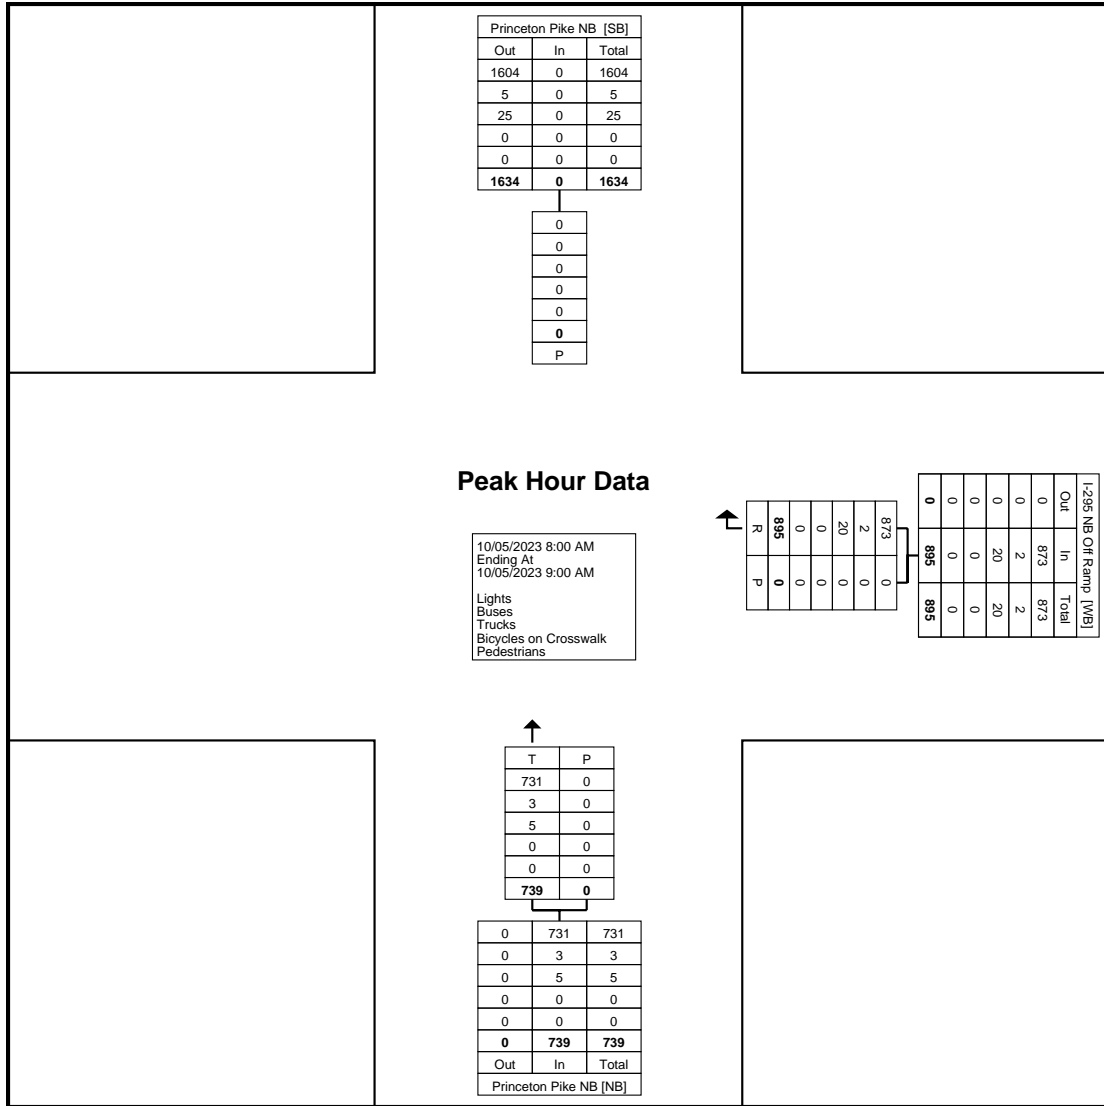 Princeton Pike NB [SB]
Out In Total
1604 0 1604
5 0 5
25 0 25
0 0 0
0 0 0
1634 0 1634
0
0
0
0
0
0
P
Peak Hour Data
10/05/2023 8:00 AM
Ending At
10/05/2023 9:00 AM
Lights
Buses
Trucks
Bicycles on Crosswalk
Pedestrians
I-295 NB Off Ramp [WB]
Out In Total
0 873 873
0 2 2
0 20 20
0 0 0
0 0 0
0 895 895
873 0
2 0
20 0
0 0
0 0
895 0
R P
T P
731 0
3 0
5 0
0 0
0 0
739 0
0 731 731
0 3 3
0 5 5
0 0 0
0 0 0
0 739 739
Out In Total
Princeton Pike NB [NB]